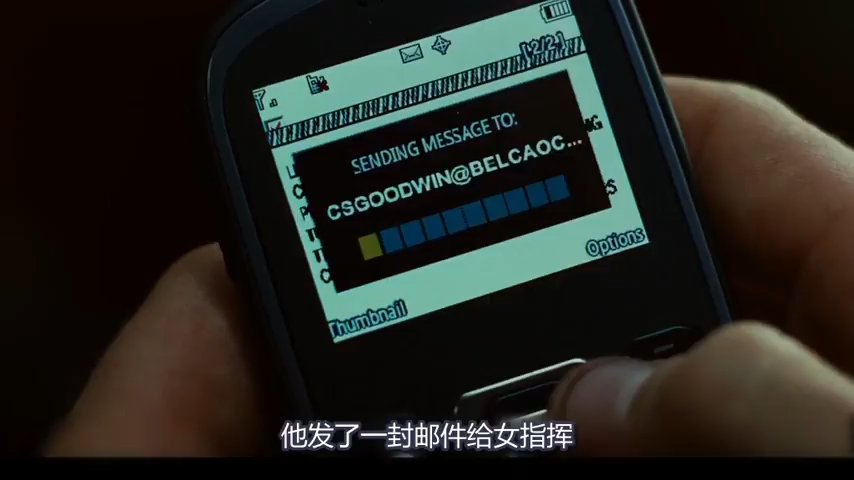 [2/2]
SENDING MESSAGE TO:
CSGOODWIN@BELCAOC...
Options
Thumbnail
他发了一封邮件给女指挥